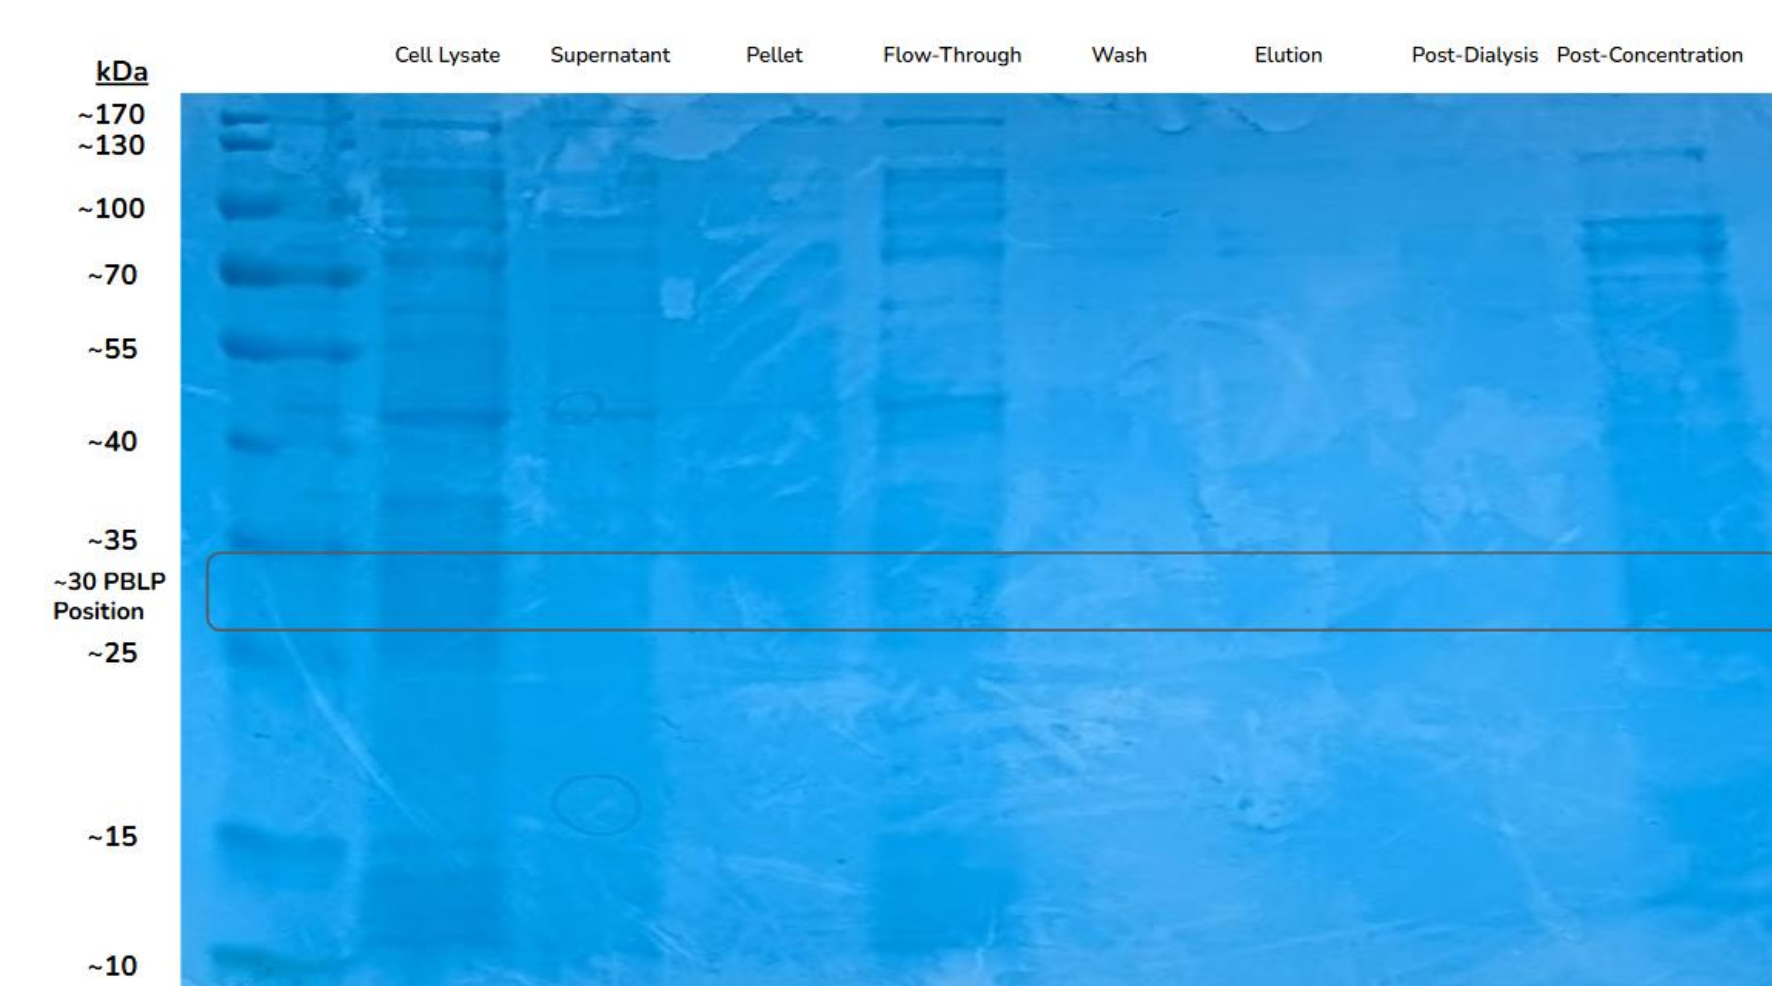 Cell Lysate Supernatant Pellet Flow-Through Wash Elution Post-Dialysis Post-Concentration
kDa
~170
~130
~100
~70
~55
~40
~35
~30 PBLP
Position
~25
~15
~10